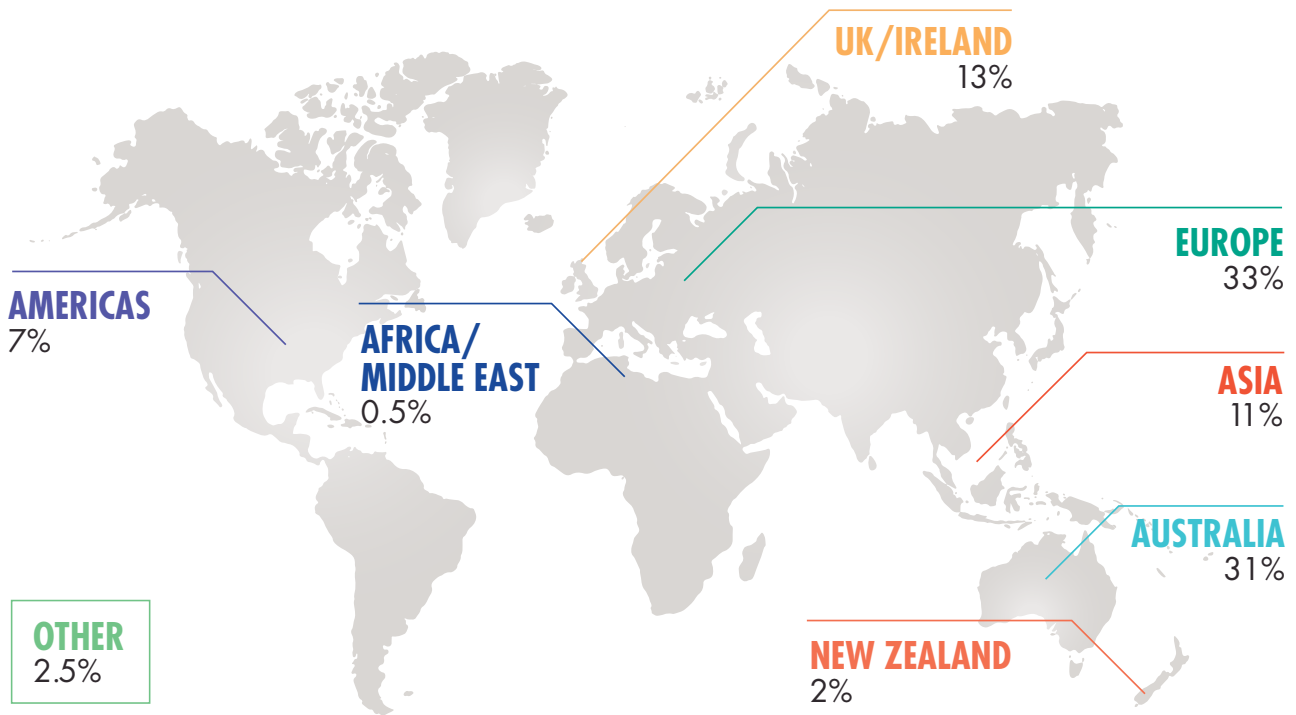 UK/IRELAND
13%
EUROPE
33%
AMERICAS
7%
AFRICA/
MIDDLE EAST
0.5%
ASIA
11%
AUSTRALIA
31%
OTHER
2.5%
NEW ZEALAND
2%